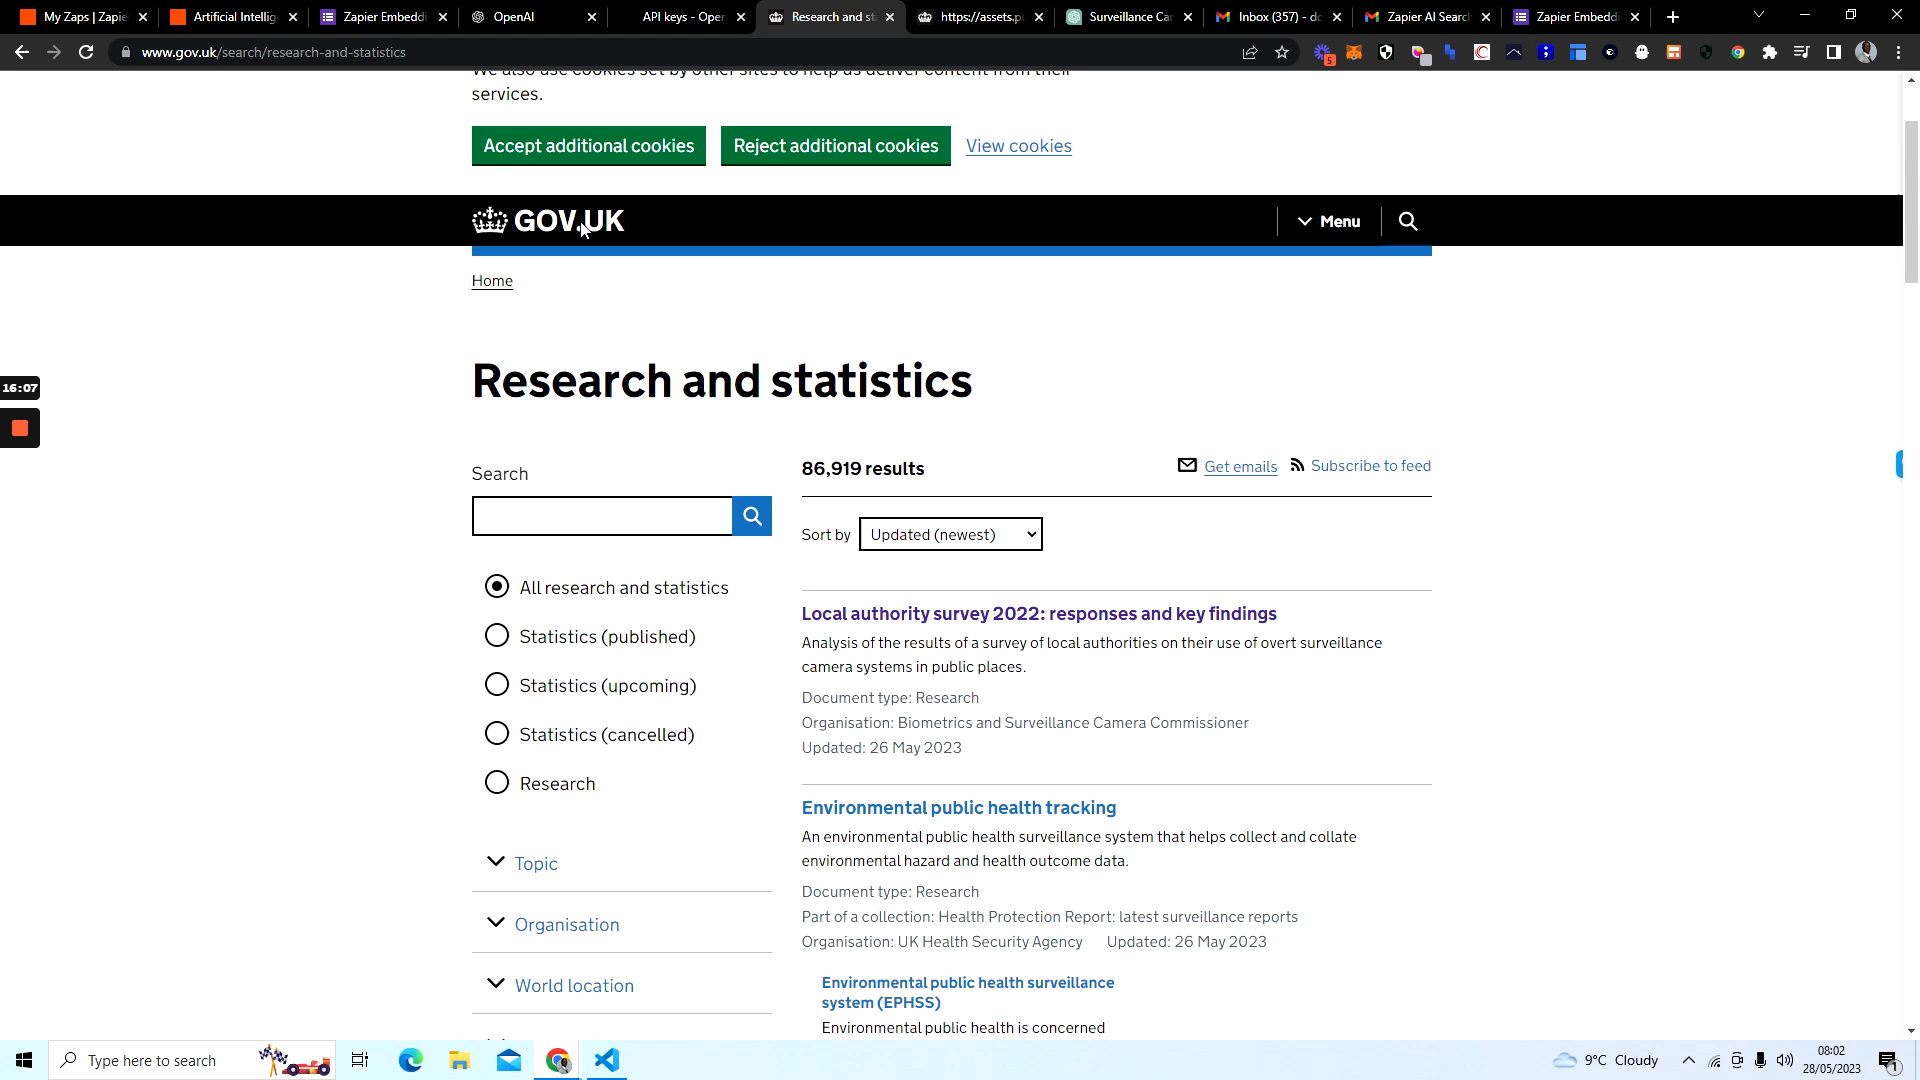 My Zaps | Zapie
Artificial Intellig
Zapier Embeddi
OpenAI
API keys - Open
Research and st
https://assets.pu
Surveillance Car
Inbox (357) - do
Zapier AI Search
Zapier Embeddi
www.gov.uk/search/research-and-statistics
5
services.
Accept additional cookies
Reject additional cookies
View cookies
GOV.UK
Menu
Home
Research and statistics
16:07
Search
86,919 results
Get emails
Subscribe to feed
Sort by
Updated (newest)
All research and statistics
Statistics (published)
Statistics (upcoming)
Statistics (cancelled)
Research
Topic
Organisation
World location
Local authority survey 2022: responses and key findings
Analysis of the results of a survey of local authorities on their use of overt surveillance
camera systems in public places.
Document type: Research
Organisation: Biometrics and Surveillance Camera Commissioner
Updated: 26 May 2023
Environmental public health tracking
An environmental public health surveillance system that helps collect and collate
environmental hazard and health outcome data.
Document type: Research
Part of a collection: Health Protection Report: latest surveillance reports
Organisation: UK Health Security Agency Updated: 26 May 2023
Environmental public health surveillance
system (EPHSS)
Environmental public health is concerned
Type here to search
9°C Cloudy
08:02
28/05/2023
1